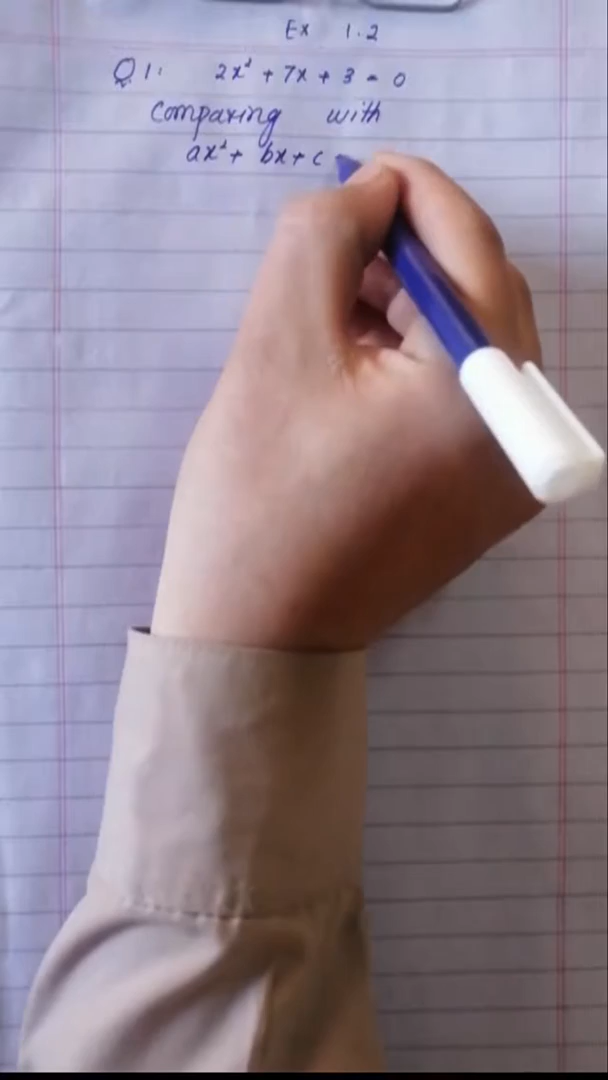 Ex 1.2
Q1. 2x² + 7x + 3 = 0
Comparing with
ax² + bx + c